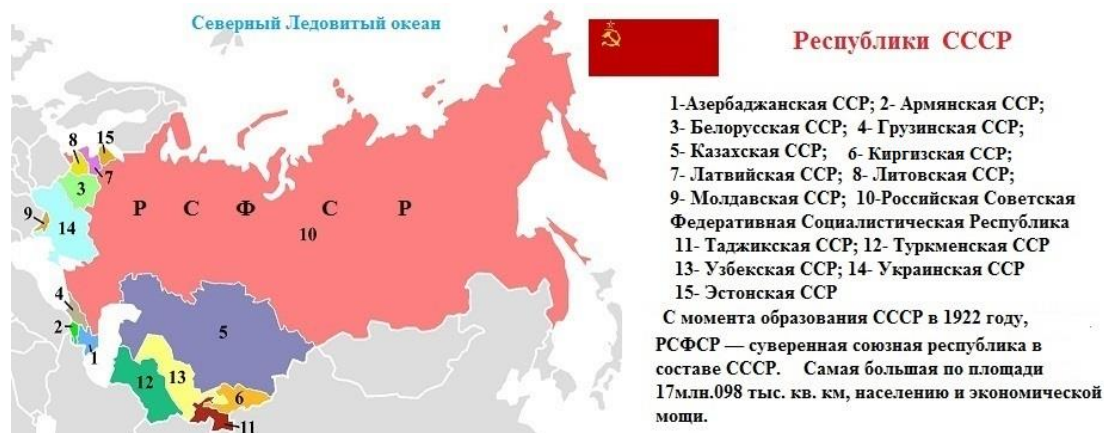 Северный Ледовитый океан
Республики СССР
1-Азербаджанская ССР; 2- Армянская ССР;
3- Белорусская ССР; 4- Грузинская ССР;
5- Казахская ССР; 6- Киргизская ССР;
7- Латвийская ССР; 8- Литовская ССР;
9- Молдавская ССР; 10-Российская Советская
Федеративная Социалистическая Республика
11- Таджикская ССР; 12- Туркменская ССР
13- Узбекская ССР; 14- Украинская ССР
15- Эстонская ССР
С момента образования СССР в 1922 году,
РСФСР — суверенная союзная республика в
составе СССР. Самая большая по площади
17млн.098 тыс. кв. км, населению и экономической
мощи.
8
15
7
3
Р С Ф С Р
9
14
10
4
2
1
5
12
13
6
11